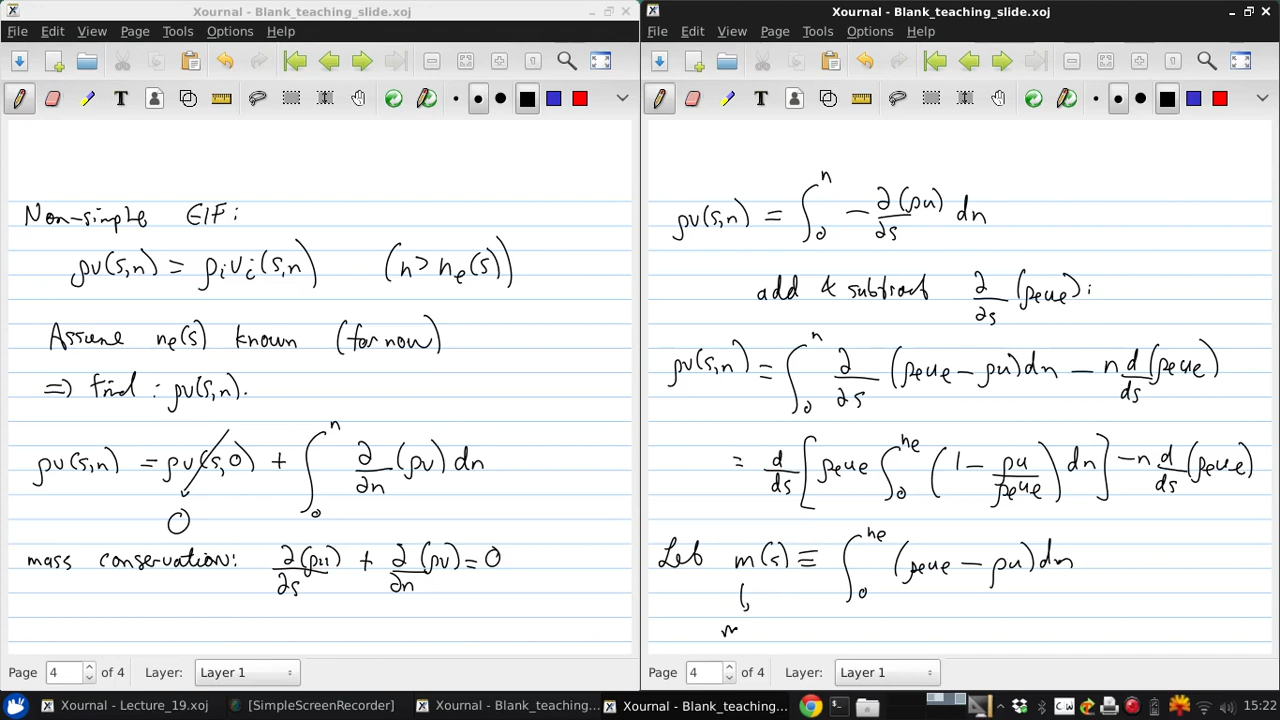 Xournal - Blank_teaching_slide.xoj
File Edit View Page Tools Options Help
Non-simple EIF:
ρv(s,n) = ρᵢvᵢ(s,n) (n > nₑ(s))
Assume nₑ(s) known (for now)
⇒ find : ρv(s,n).
ρv(s,n) = ρv(s,0) + ∫₀ⁿ ∂/∂n (ρv) dn
0
mass conservation: ∂(ρu)/∂s + ∂/∂n (ρv) = 0
Page 4 of 4 Layer: Layer 1
Xournal - Blank_teaching_slide.xoj
File Edit View Page Tools Options Help
ρv(s,n) = ∫₀ⁿ − ∂(ρu)/∂s dn
add & subtract ∂/∂s (ρₑuₑ) :
ρv(s,n) = ∫₀ⁿ ∂/∂s (ρₑuₑ − ρu) dn − n d/ds (ρₑuₑ)
= d/ds [ρₑuₑ ∫₀ⁿᵉ (1 − ρu/ρₑuₑ) dn] − n d/ds (ρₑuₑ)
Let m(s) ≡ ∫₀ⁿᵉ (ρₑuₑ − ρu) dn
m
Page 4 of 4 Layer: Layer 1
Xournal - Lecture_19.xoj [SimpleScreenRecorder] Xournal - Blank_teaching... Xournal - Blank_teaching... 15:22